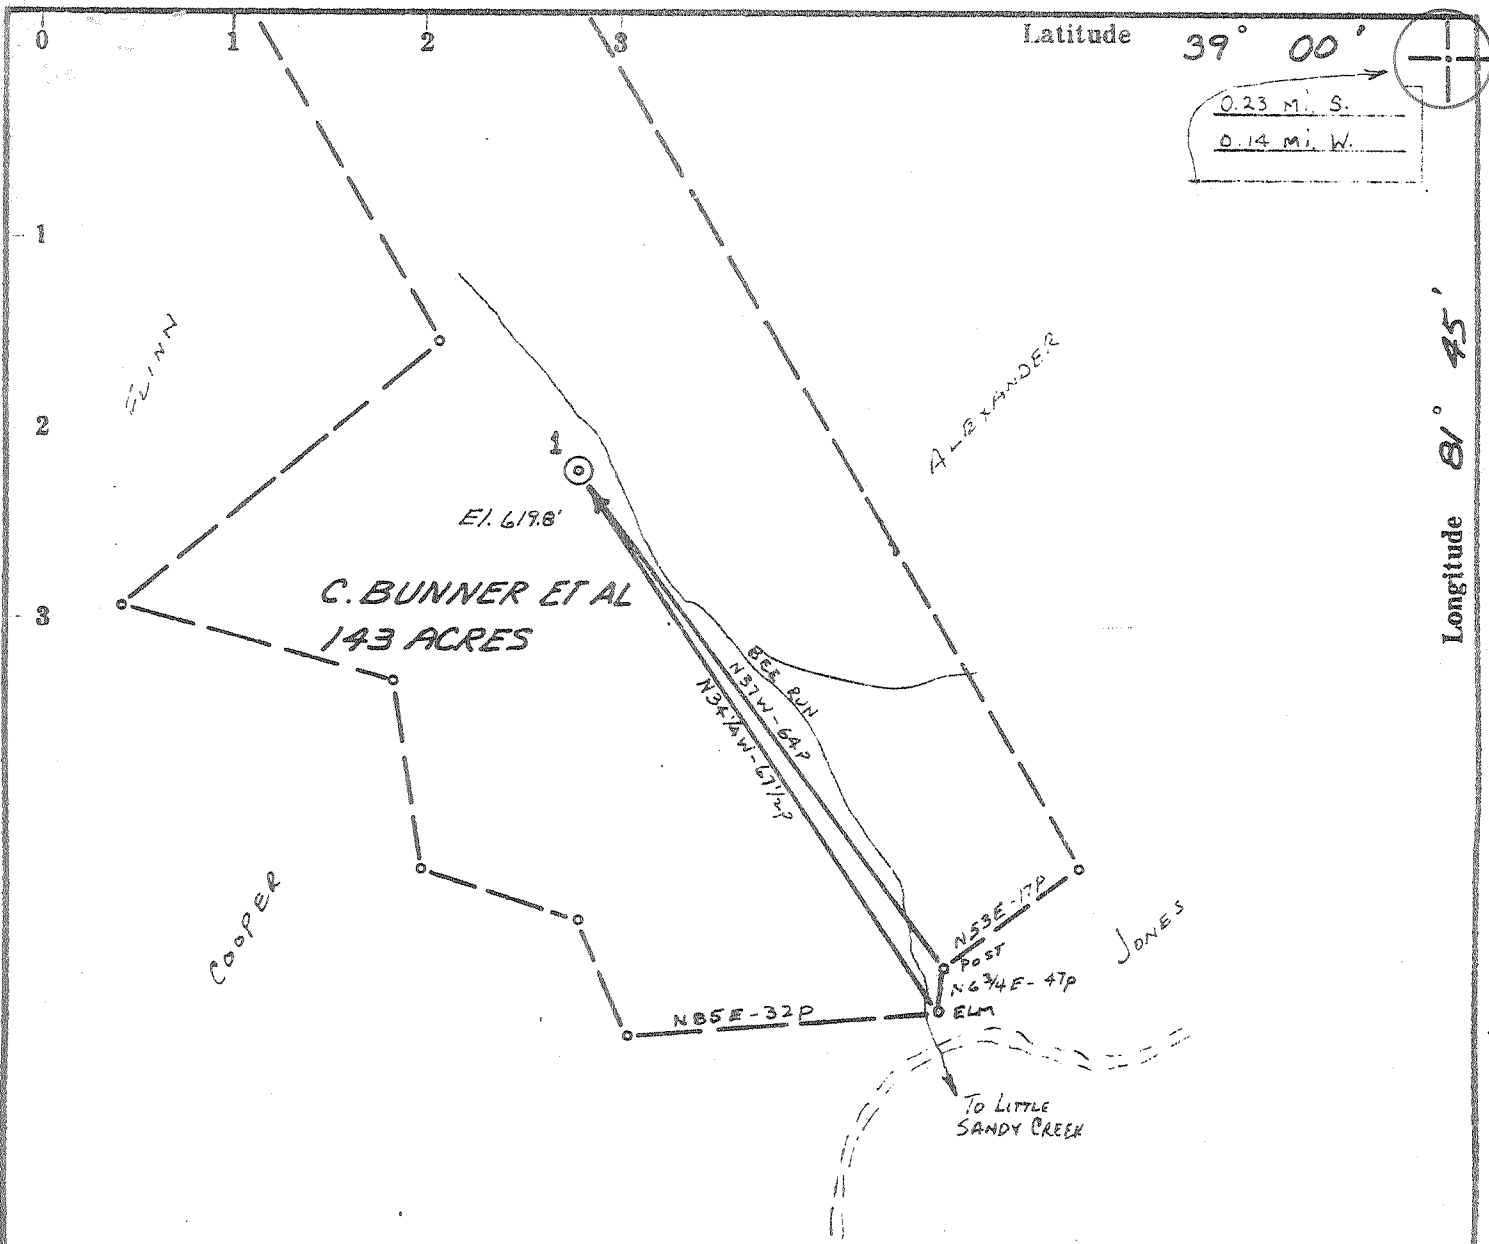 0 1 2 3 Latitude 39° 00'
0.23 Mi. S.
0.14 Mi. W.
1
2
3
Longitude 81° 45'
FLINN
ALEXANDER
1
El. 619.8'
C. BUNNER ET AL
143 ACRES
BEE RUN
N37W-64P
N34¼W-67½P
COOPER
JONES
N53E-17P
POST
N6¾E-47P
ELM
N85E-32P
TO LITTLE
SANDY CREEK